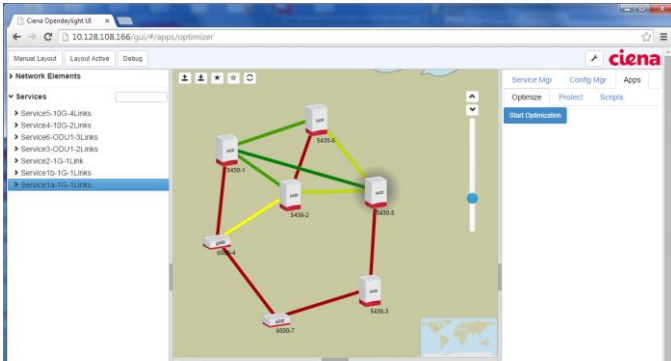 Ciena Opendaylight UI
10.128.108.166/gui/#/apps/optimizer
Manual Layout Layout Active Debug
ciena
Network Elements
Services
Service5-10G-4Links
Service4-10G-2Links
Service6-ODU1-3Links
Service3-ODU1-2Links
Service2-1G-1Link
Service1b-1G-1Links
Service1a-1G-1Links
Service Mgr Config Mgr Apps
Optimize Protect Scripts
Start Optimization
5430-6
5430-1
5430-2
5430-5
6500-4
5430-3
6500-7